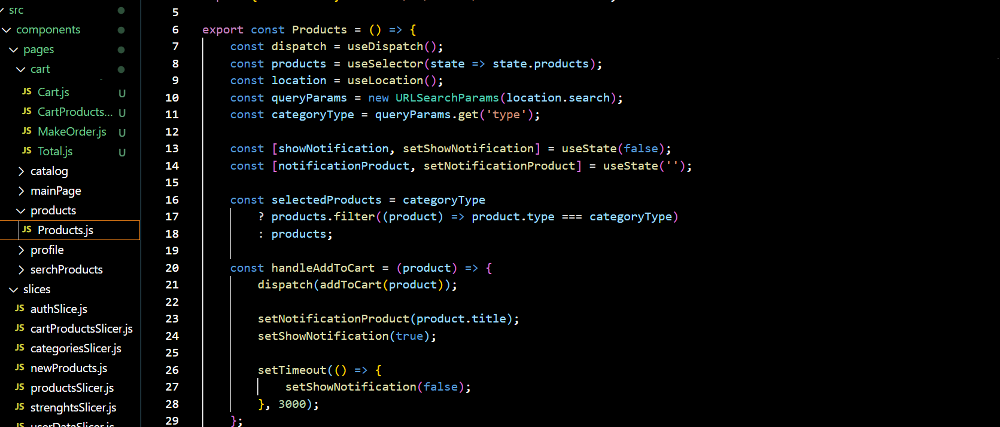 src
components
pages
cart
JS Cart.js U
JS CartProducts... U
JS MakeOrder.js U
JS Total.js U
catalog
mainPage
products
JS Products.js
profile
serchProducts
slices
JS authSlice.js
JS cartProductsSlicer.js
JS categoriesSlicer.js
JS newProducts.js
JS productsSlicer.js
JS strenghtsSlicer.js
JS userDataSlicer.js
5
6 export const Products = () => {
7 const dispatch = useDispatch();
8 const products = useSelector(state => state.products);
9 const location = useLocation();
10 const queryParams = new URLSearchParams(location.search);
11 const categoryType = queryParams.get('type');
12
13 const [showNotification, setShowNotification] = useState(false);
14 const [notificationProduct, setNotificationProduct] = useState('');
15
16 const selectedProducts = categoryType
17 ? products.filter((product) => product.type === categoryType)
18 : products;
19
20 const handleAddToCart = (product) => {
21 dispatch(addToCart(product));
22
23 setNotificationProduct(product.title);
24 setShowNotification(true);
25
26 setTimeout(() => {
27 setShowNotification(false);
28 }, 3000);
29 };